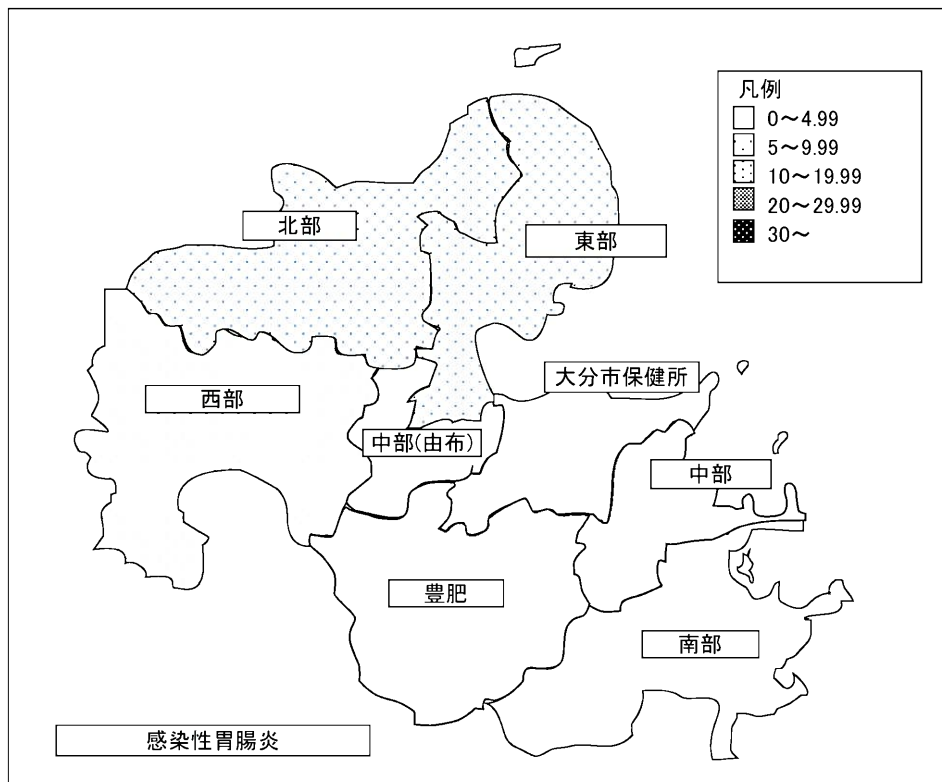 凡例
0～4.99
5～9.99
10～19.99
20～29.99
30～
北部
東部
大分市保健所
西部
中部(由布)
中部
豊肥
南部
感染性胃腸炎